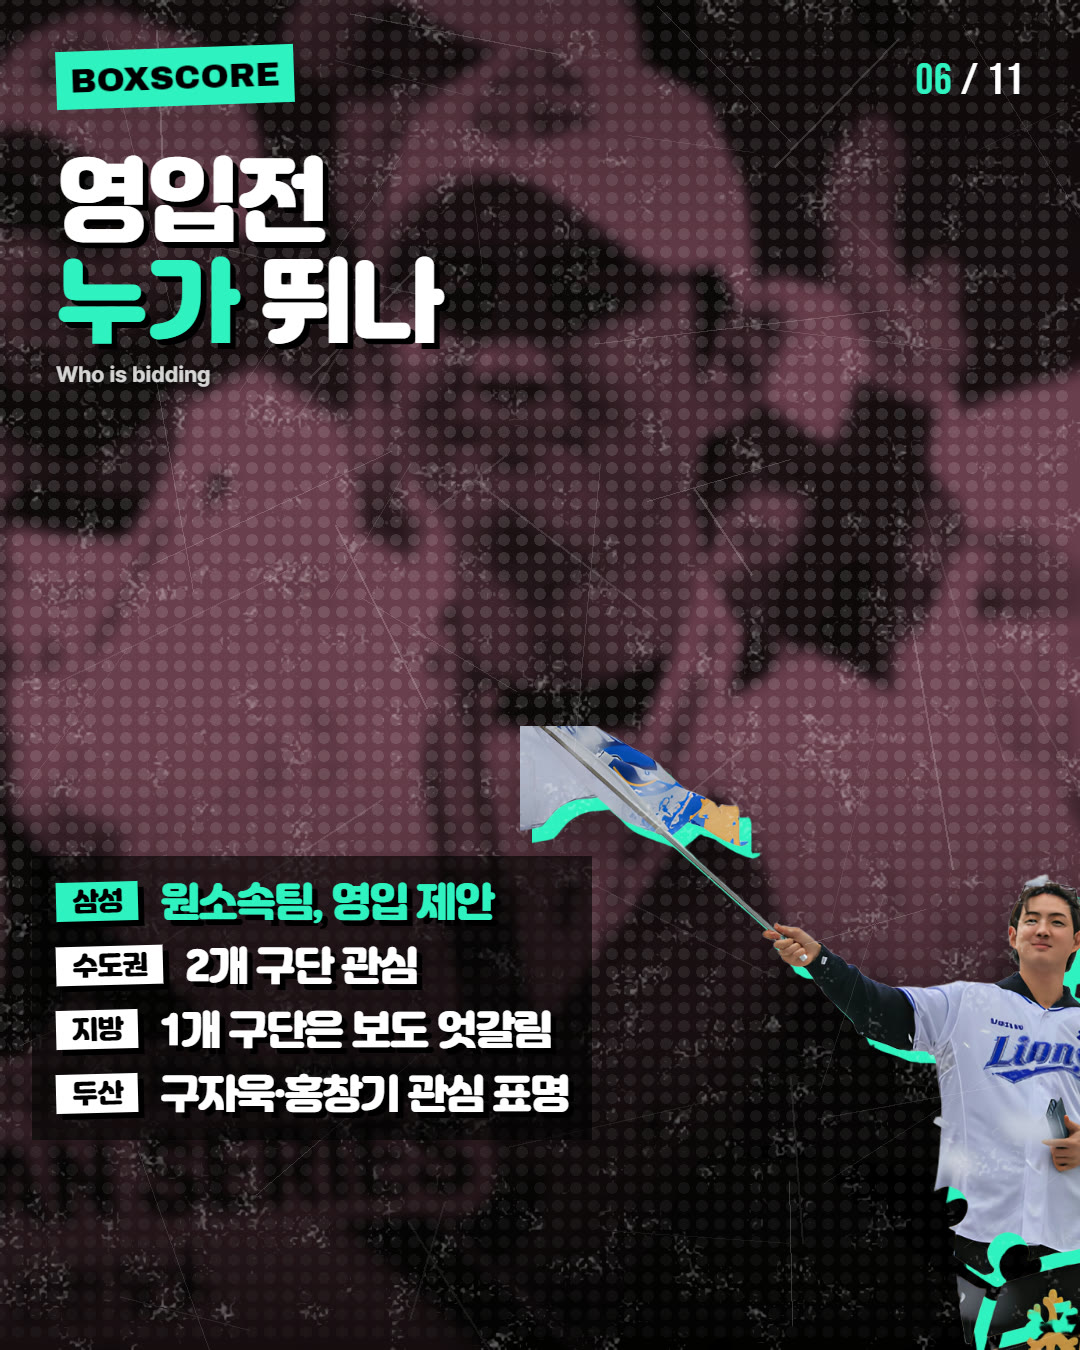 BOXSCORE
06 / 11
영입전
누가 뛰나
Who is bidding
삼성 원소속팀, 영입 제안
수도권 2개 구단 관심
지방 1개 구단은 보도 엇갈림
두산 구자욱·홍창기 관심 표명
Lions